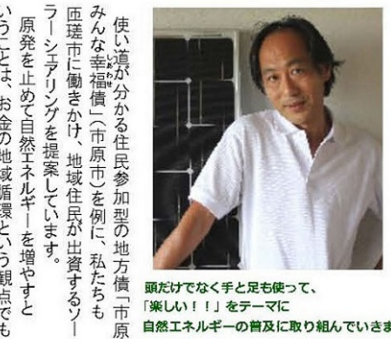 使い道が分かる住民参加型の地方債「市原
みんな幸福債」（市原市）を例に、私たちも
匝瑳市に働きかけ、地域住民が出資するソー
ラーシェアリングを提案しています。
原発を止めて自然エネルギーを増やすと
いうことは、お金の地域循環という観点でも
しあわせ
頭だけでなく手と足も使って、
「楽しい！！」をテーマに
自然エネルギーの普及に取り組んでいきま